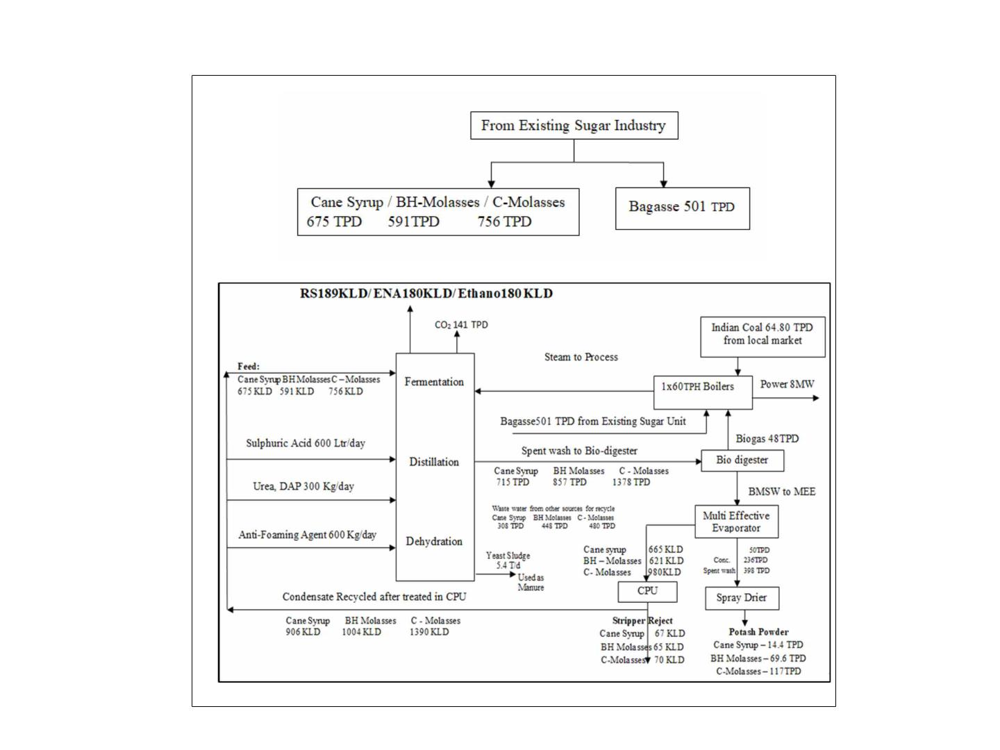 From Existing Sugar Industry
Cane Syrup / BH-Molasses / C-Molasses
675 TPD 591TPD 756 TPD
Bagasse 501 TPD
RS189KLD/ ENA180KLD/ Ethano180 KLD
CO₂ 141 TPD
Indian Coal 64.80 TPD
from local market
Steam to Process
Feed:
Cane Syrup BH Molasses C – Molasses
675 KLD 591 KLD 756 KLD
Fermentation
1x60TPH Boilers
Power 8MW
Bagasse501 TPD from Existing Sugar Unit
Biogas 48TPD
Sulphuric Acid 600 Ltr/day
Distillation
Spent wash to Bio-digester
Bio digester
Cane Syrup BH Molasses C - Molasses
715 TPD 857 TPD 1378 TPD
Urea, DAP 300 Kg/day
BMSW to MEE
Waste water from other sources for recycle
Cane Syrup BH Molasses C - Molasses
308 TPD 448 TPD 480 TPD
Multi Effective
Evaporator
Anti-Foaming Agent 600 Kg/day
Dehydration
Cane syrup 665 KLD
BH – Molasses 621 KLD
C- Molasses 980KLD
50TPD
Conc. 236TPD
Spent wash 398 TPD
Yeast Sludge
5.4 T/d
Used as
Manure
CPU
Spray Drier
Condensate Recycled after treated in CPU
Cane Syrup BH Molasses C - Molasses
906 KLD 1004 KLD 1390 KLD
Stripper Reject
Cane Syrup 67 KLD
BH Molasses 65 KLD
C-Molasses 70 KLD
Potash Powder
Cane Syrup – 14.4 TPD
BH Molasses – 69.6 TPD
C-Molasses – 117TPD